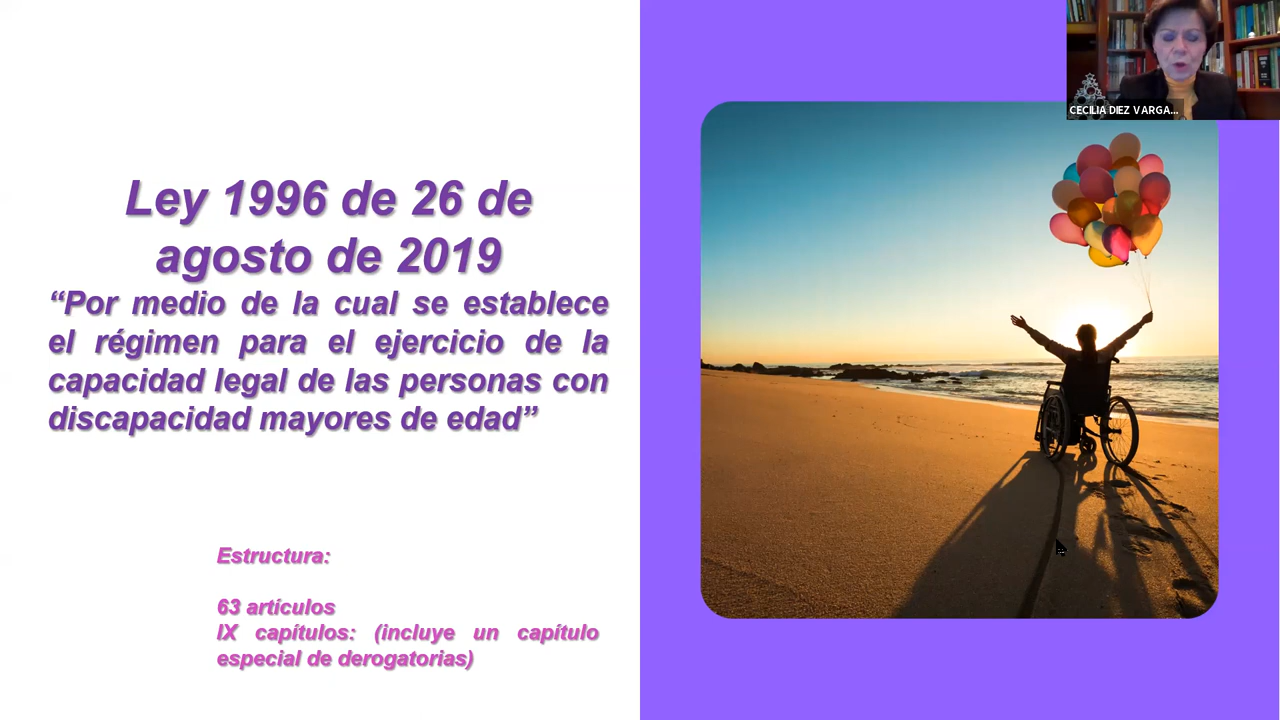 Ley 1996 de 26 de
agosto de 2019
“Por medio de la cual se establece
el régimen para el ejercicio de la
capacidad legal de las personas con
discapacidad mayores de edad”
Estructura:
63 artículos
IX capítulos: (incluye un capítulo
especial de derogatorias)
CECILIA DIEZ VARGA...